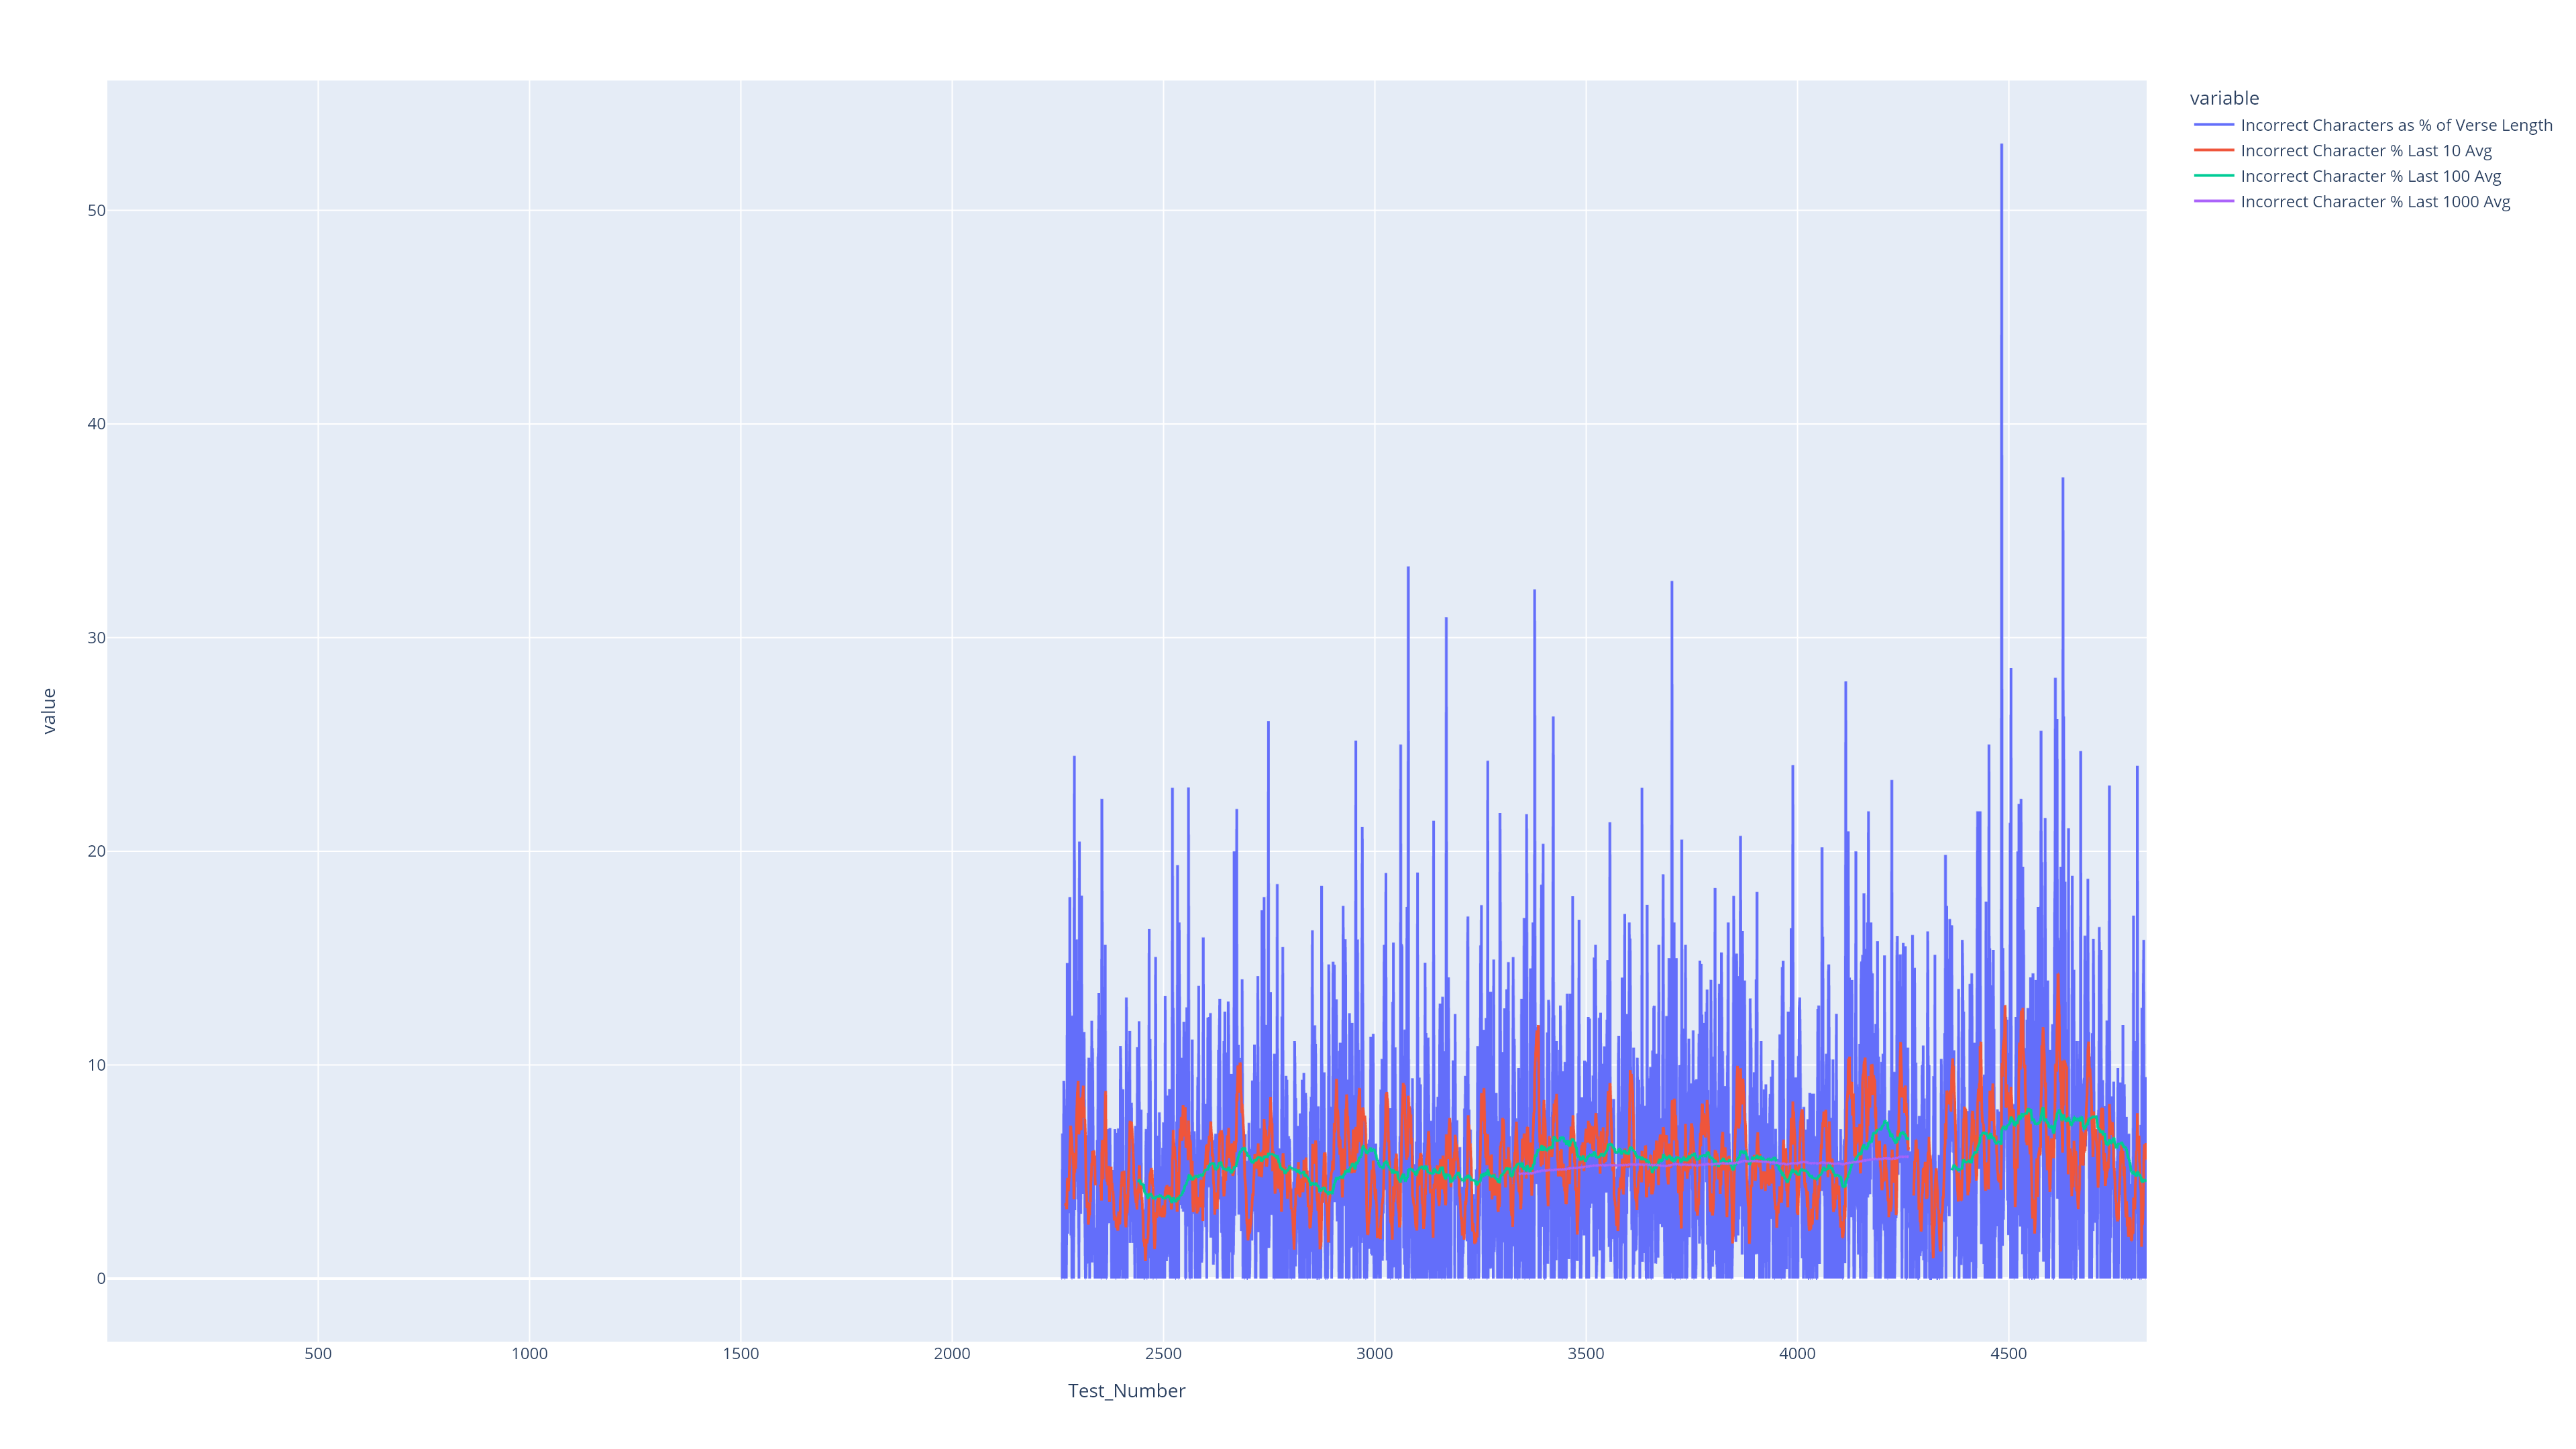 variable
Incorrect Characters as % of Verse Length
Incorrect Character % Last 10 Avg
Incorrect Character % Last 100 Avg
Incorrect Character % Last 1000 Avg
50
40
30
20
10
0
value
500 1000 1500 2000 2500 3000 3500 4000 4500
Test_Number